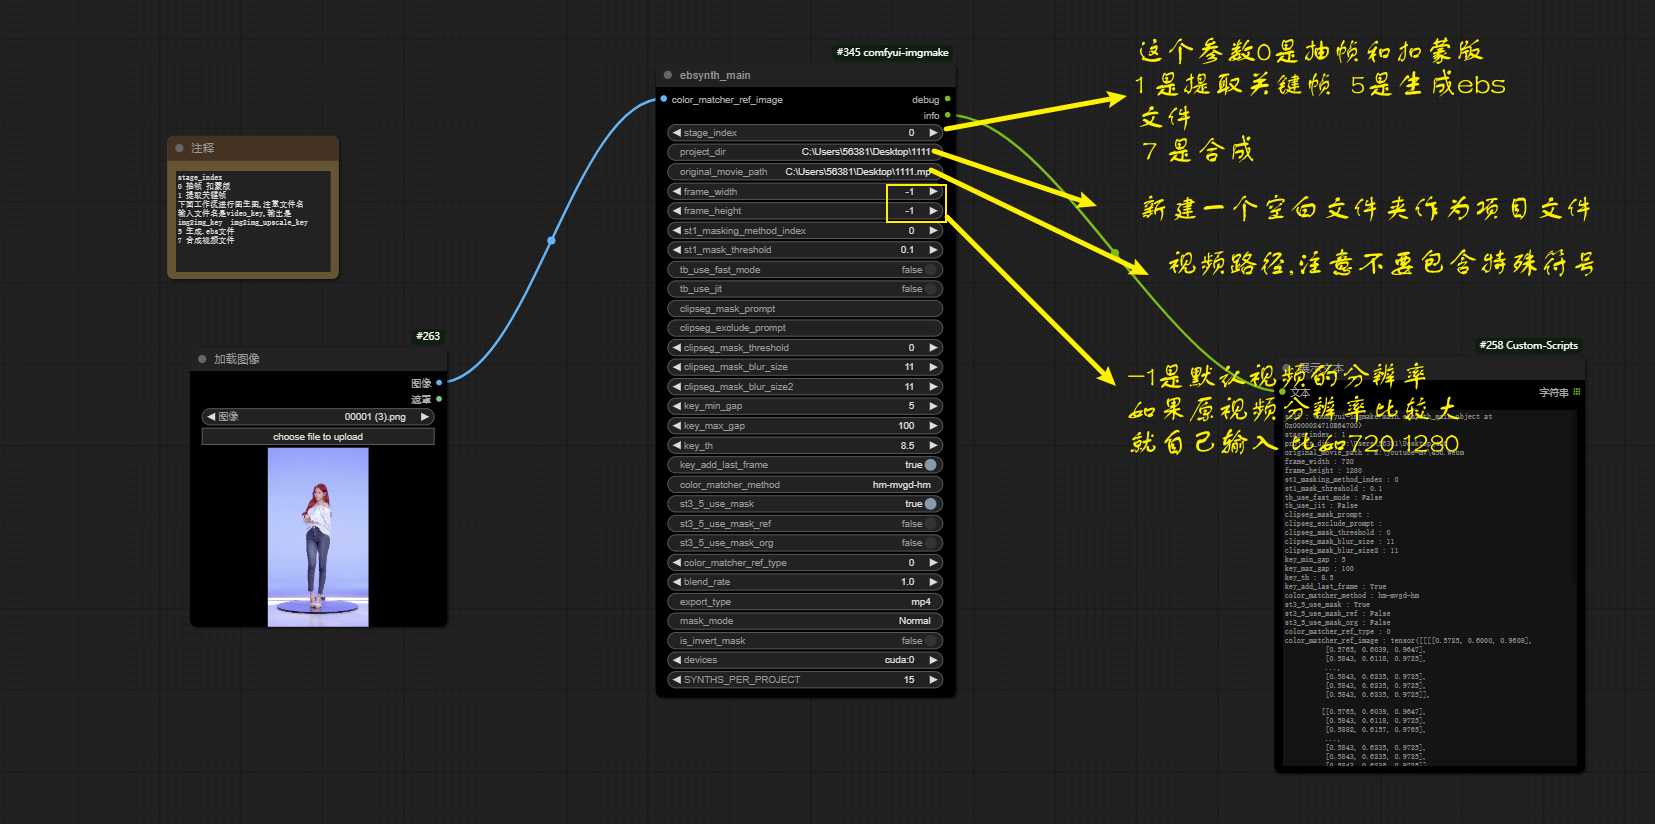 #345 comfyui-imgmake
ebsynth_main
color_matcher_ref_image
debug
info
stage_index 0
project_dir C:\Users\56381\Desktop\1111
original_movie_path C:\Users\56381\Desktop\1111.mp
frame_width -1
frame_height -1
st1_masking_method_index 0
st1_mask_threshold 0.1
tb_use_fast_mode false
tb_use_jit false
clipseg_mask_prompt
clipseg_exclude_prompt
clipseg_mask_threshold 0
clipseg_mask_blur_size 11
clipseg_mask_blur_size2 11
key_min_gap 5
key_max_gap 100
key_th 8.5
key_add_last_frame true
color_matcher_method hm-mvgd-hm
st3_5_use_mask true
st3_5_use_mask_ref false
st3_5_use_mask_org false
color_matcher_ref_type 0
blend_rate 1.0
export_type mp4
mask_mode Normal
is_invert_mask false
devices cuda:0
SYNTHS_PER_PROJECT 15
注释
stage_index
0 抽帧 扣蒙版
1 提取关键帧
下面工作流进行图生图,注意文件名
输入文件名是video_key,输出是
img2img_key img2img_upscale_key
5 生成.ebs文件
7 合成视频文件
#263
加载图像
图像
遮罩
图像 00001 (3).png
choose file to upload
这个参数0是抽帧和扣蒙版
1是提取关键帧 5是生成ebs
文件
7是合成
新建一个空白文件夹作为项目文件
视频路径,注意不要包含特殊符号
-1是默认视频的分辨率
如果原视频分辨率比较大
就自己输入 比如720,1280
#258 Custom-Scripts
展示文本
文本
字符串
0x0000024710864700>
stage_index : 1
frame_width : 720
frame_height : 1280
st1_masking_method_index : 0
st1_mask_threshold : 0.1
tb_use_fast_mode : False
tb_use_jit : False
clipseg_mask_prompt :
clipseg_exclude_prompt :
clipseg_mask_threshold : 0
clipseg_mask_blur_size : 11
clipseg_mask_blur_size2 : 11
key_min_gap : 5
key_max_gap : 100
key_th : 8.5
key_add_last_frame : True
color_matcher_method : hm-mvgd-hm
st3_5_use_mask : True
st3_5_use_mask_ref : False
st3_5_use_mask_org : False
color_matcher_ref_type : 0
color_matcher_ref_image : tensor([[[[0.5725, 0.6000, 0.9608],
[0.5765, 0.6039, 0.9647],
[0.5843, 0.6118, 0.9725],
...,
[0.5843, 0.6235, 0.9725],
[0.5843, 0.6235, 0.9725],
[0.5843, 0.6235, 0.9725]],
[[0.5765, 0.6039, 0.9647],
[0.5843, 0.6118, 0.9725],
[0.5882, 0.6157, 0.9765],
...,
[0.5843, 0.6235, 0.9725],
[0.5843, 0.6235, 0.9725],
[0.5843, 0.6235, 0.9725]],